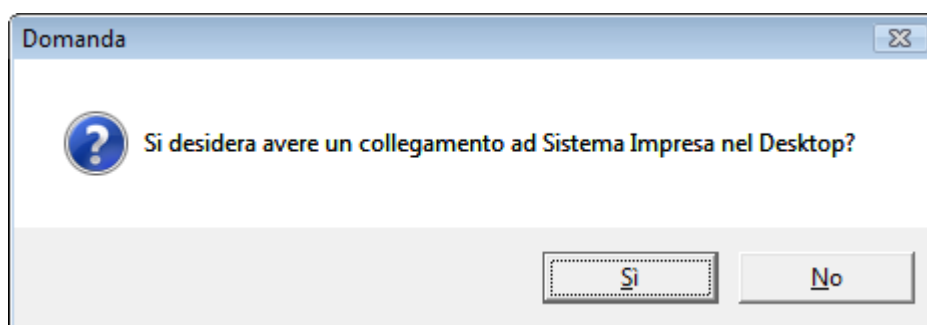 Domanda
Si desidera avere un collegamento ad Sistema Impresa nel Desktop?
Sì
No